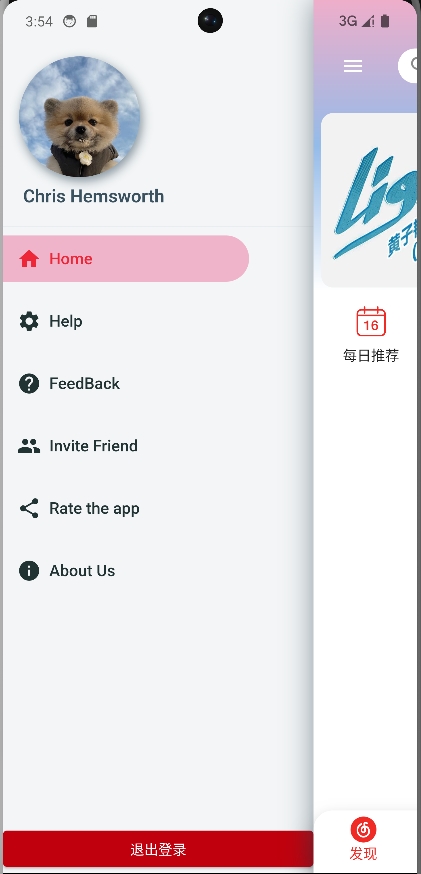 3:54
3G
Chris Hemsworth
Home
Help
FeedBack
Invite Friend
Rate the app
About Us
退出登录
16
每日推荐
发现